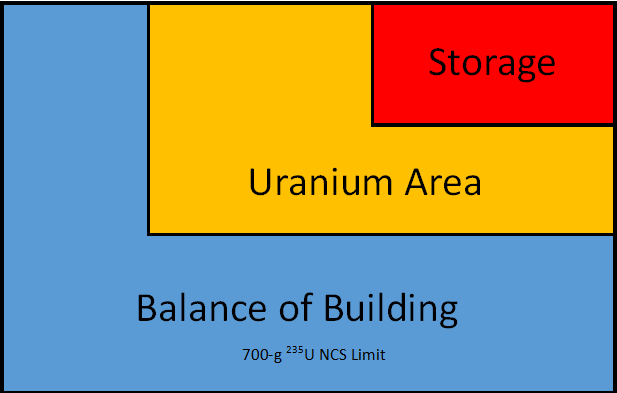 Storage
Uranium Area
Balance of Building
700-g ²³⁵U NCS Limit